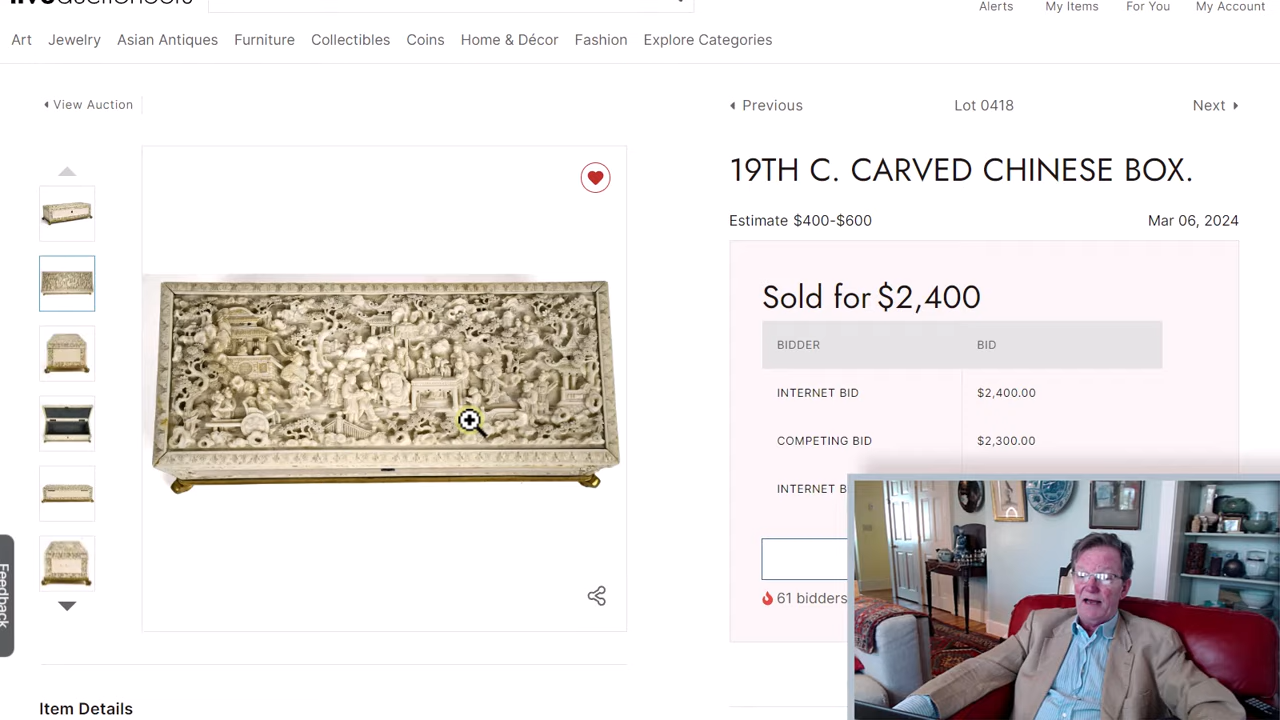 Alerts My Items For You My Account
Art Jewelry Asian Antiques Furniture Collectibles Coins Home & Décor Fashion Explore Categories
View Auction
Previous Lot 0418 Next
19TH C. CARVED CHINESE BOX.
Estimate $400-$600 Mar 06, 2024
Sold for $2,400
BIDDER BID
INTERNET BID $2,400.00
COMPETING BID $2,300.00
INTERNET B
61 bidders
Feedback
Item Details